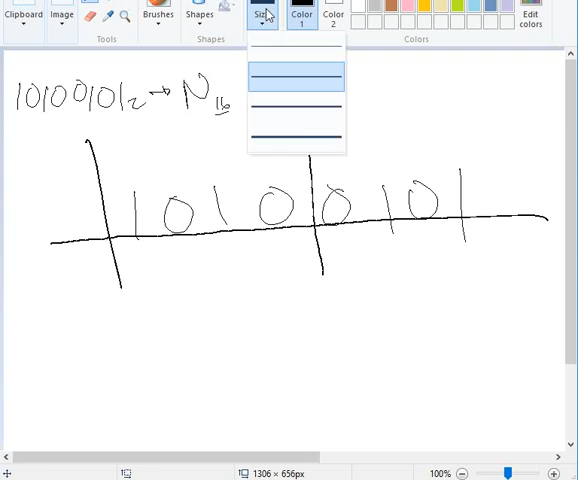 Clipboard
Image
Tools
Brushes
Shapes
Shapes
Size
Color
1
Color
2
Edit
colors
Colors
10100101₂ → N₁₆
1 0 1 0 0 1 0 1
1306 × 656px
100%